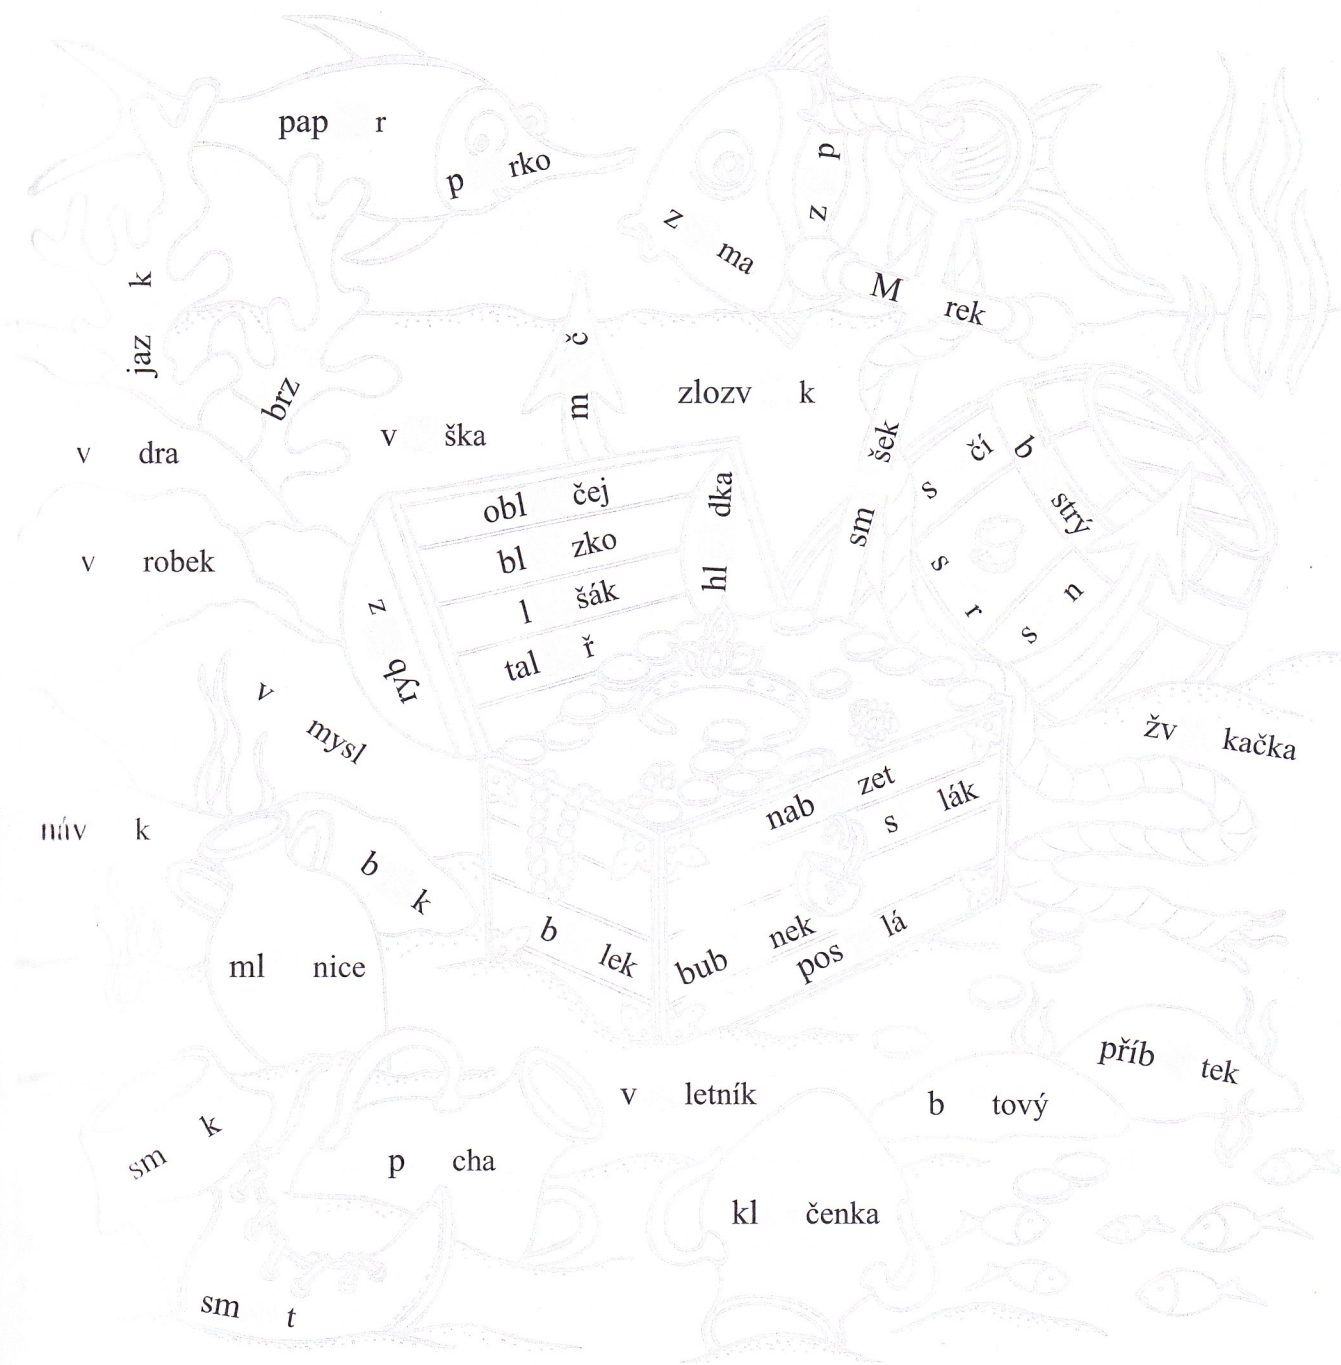 pap r
p rko
z p
z ma
M rek
jaz k
brz
m č
zlozv k
v ška
v dra
sm šek
s čí
b strý
obl čej
hl dka
bl zko
v robek
l šák
s r
s n
tal ř
ryb z
v mysl
žv kačka
nab zet
s lák
náv k
b k
b lek
bub nek
pos lá
ml nice
příb tek
v letník
b tový
sm k
p cha
kl čenka
sm t